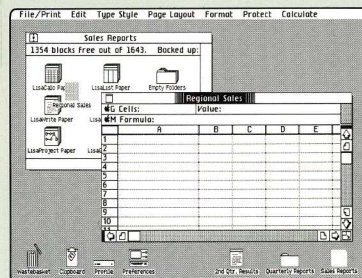 File/Print Edit Type Style Page Layout Format Protect Calculate
Sales Reports
1354 blocks free out of 1643. Backed up:
LisaCalc Pap
LisaList Paper
Empty Folders
Regional Sales
LisaWrite Paper
LisaProject Paper
Regional Sales
G Cells: Value:
M Formula:
A B C D E
1
2
3
4
5
6
7
8
9
10
11
Wastebasket Clipboard Profile Preferences 2nd Qtr. Results Quarterly Reports Sales Reports